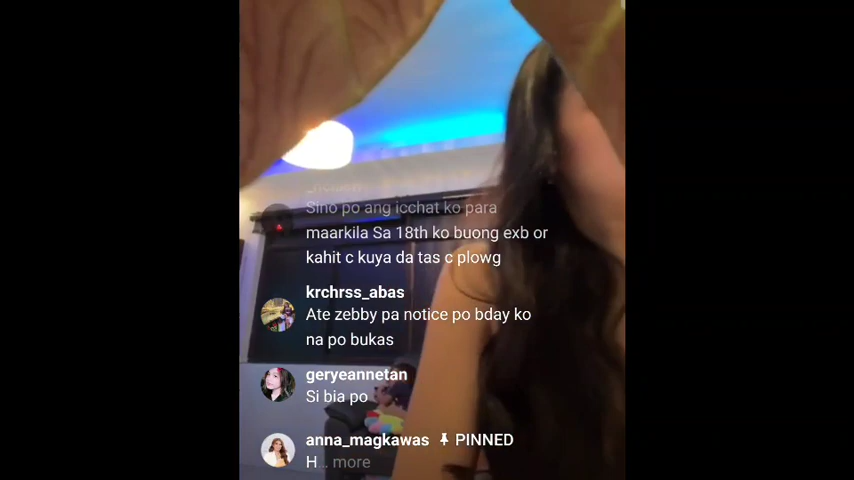 Sino po ang icchat ko para
maarkila Sa 18th ko buong exb or
kahit c kuya da tas c plowg
krchrss_abas
Ate zebby pa notice po bday ko
na po bukas
geryeannetan
Si bia po
anna_magkawas PINNED
H... more